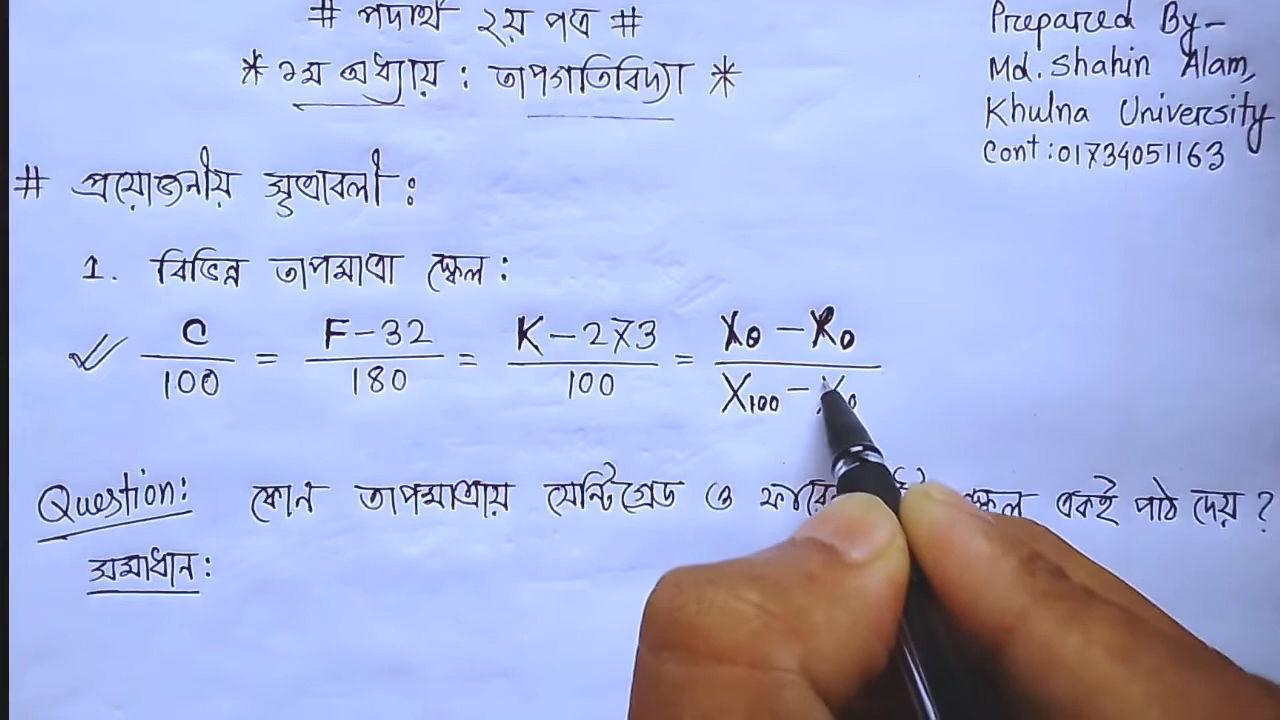 # পদার্থ ২য় পত্র #
* ১ম অধ্যায় : তাপগতিবিদ্যা *
Prepared By-
Md. Shahin Alam,
Khulna University
Cont : 01734051163
# প্রয়োজনীয় সূত্রাবলী :
1. বিভিন্ন তাপমাত্রা স্কেল :
C/100 = F-32/180 = K-273/100 = Xθ - X0/X100 - X0
Question: কোন তাপমাত্রায় সেন্টিগ্রেড ও একই পাঠ দেয় ?
সমাধান :